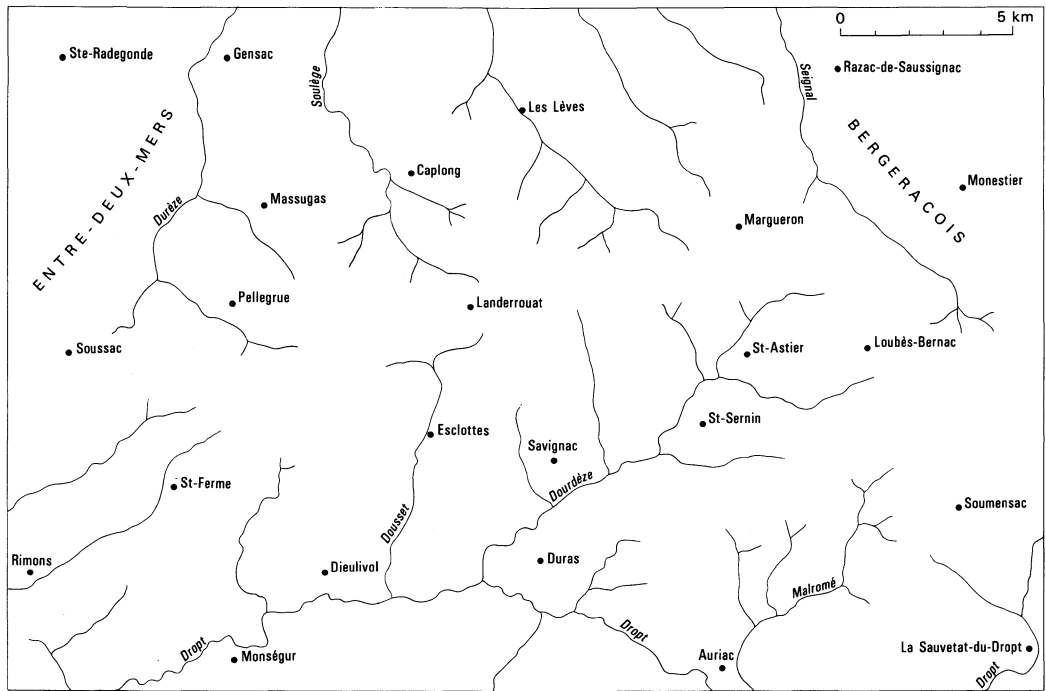 0 5 km
Ste-Radegonde
Gensac
Soulège
Seignal
Razac-de-Saussignac
Les Lèves
ENTRE-DEUX-MERS
BERGERACOIS
Caplong
Monestier
Massugas
Durèze
Margueron
Pellegrue
Landerrouat
Soussac
St-Astier
Loubès-Bernac
St-Sernin
Esclottes
Savignac
St-Ferme
Dourdèze
Soumensac
Dousset
Rimons
Dieulivol
Duras
Malromé
Dropt
Dropt
Monségur
Auriac
La Sauvetat-du-Dropt
Dropt